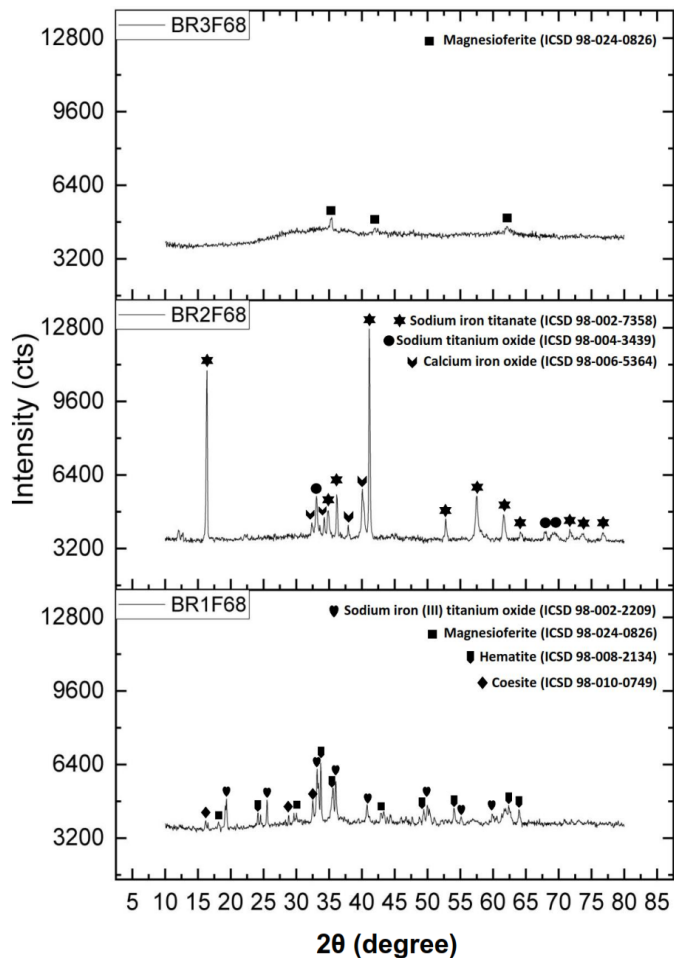 BR3F68
Magnesioferite (ICSD 98-024-0826)
12800
9600
6400
3200
BR2F68
Sodium iron titanate (ICSD 98-002-7358)
Sodium titanium oxide (ICSD 98-004-3439)
Calcium iron oxide (ICSD 98-006-5364)
12800
9600
6400
3200
Intensity (cts)
BR1F68
Sodium iron (III) titanium oxide (ICSD 98-002-2209)
Magnesioferite (ICSD 98-024-0826)
Hematite (ICSD 98-008-2134)
Coesite (ICSD 98-010-0749)
12800
9600
6400
3200
5 10 15 20 25 30 35 40 45 50 55 60 65 70 75 80 85
2θ (degree)